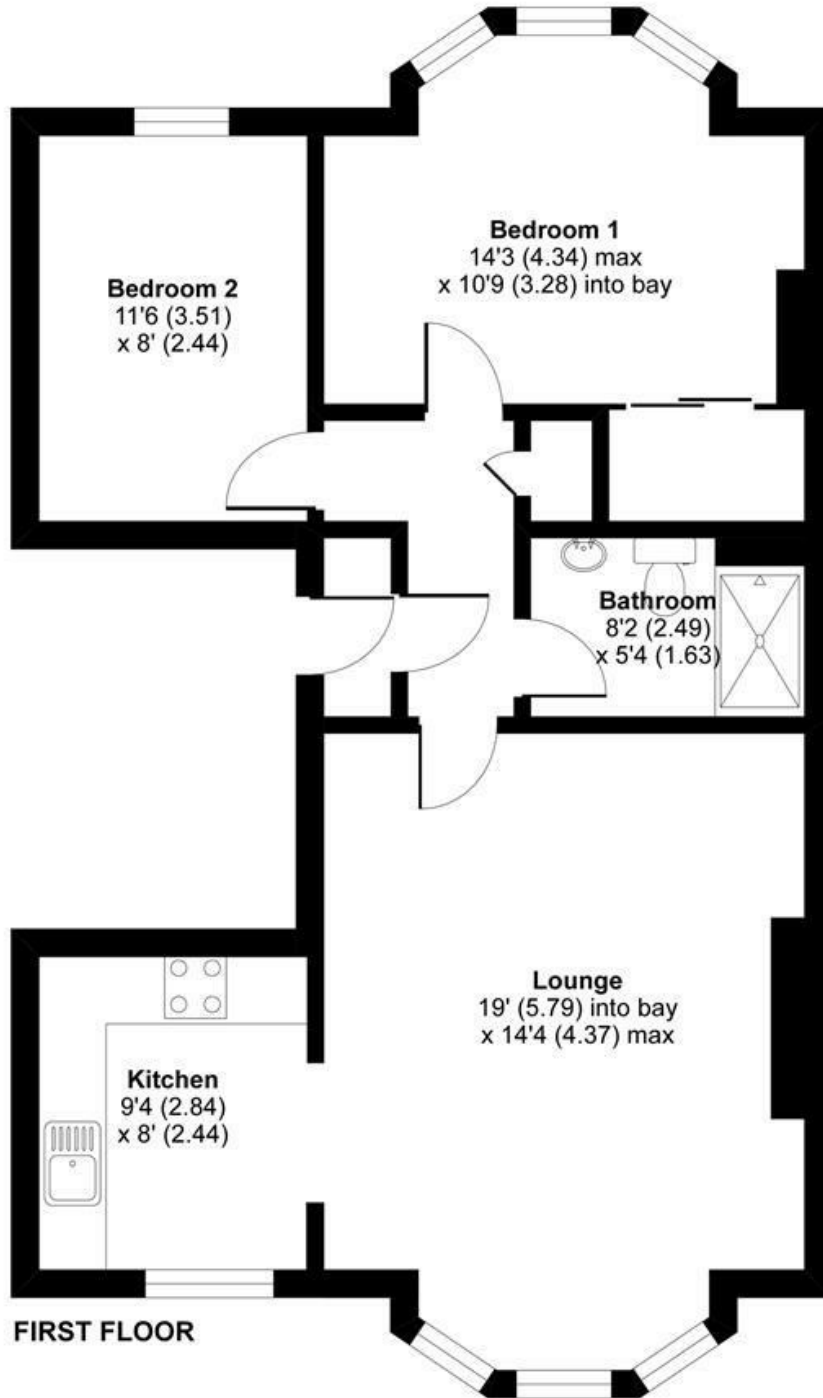 Bedroom 1
14'3 (4.34) max
x 10'9 (3.28) into bay
Bedroom 2
11'6 (3.51)
x 8' (2.44)
Bathroom
8'2 (2.49)
x 5'4 (1.63)
Lounge
19' (5.79) into bay
x 14'4 (4.37) max
Kitchen
9'4 (2.84)
x 8' (2.44)
FIRST FLOOR